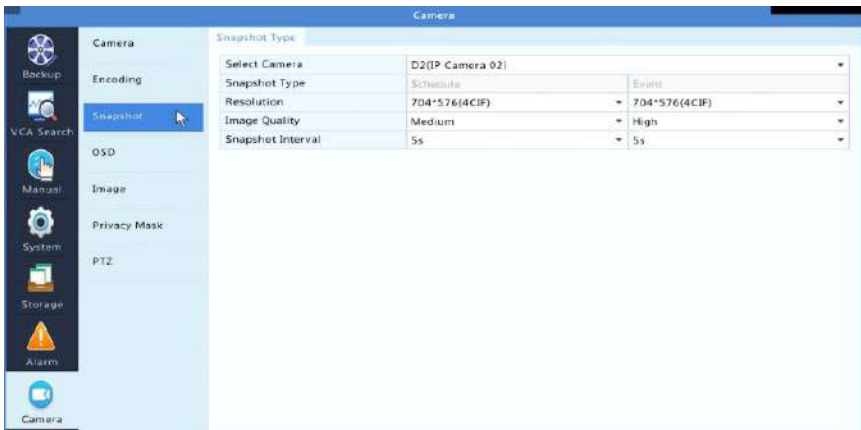 Camera
Backup
VCA Search
Manual
System
Storage
Alarm
Camera
Camera
Encoding
Snapshot
OSD
Image
Privacy Mask
PTZ
Snapshot Type
Select Camera D2(IP Camera 02)
Snapshot Type Schedule Event
Resolution 704*576(4CIF) 704*576(4CIF)
Image Quality Medium High
Snapshot Interval 5s 5s